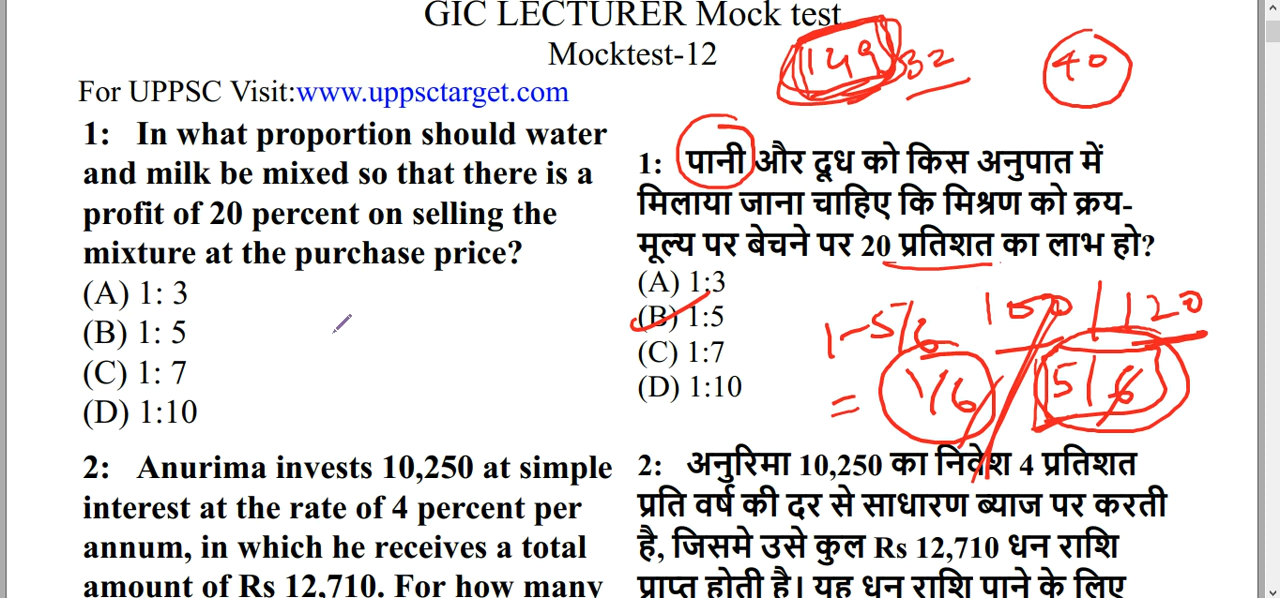 GIC LECTURER Mock test
Mocktest-12
149
32
40
For UPPSC Visit:www.uppsctarget.com
1: In what proportion should water
and milk be mixed so that there is a
profit of 20 percent on selling the
mixture at the purchase price?
(A) 1: 3
(B) 1: 5
(C) 1: 7
(D) 1:10
2: Anurima invests 10,250 at simple
interest at the rate of 4 percent per
annum, in which he receives a total
amount of Rs 12,710. For how many
1: पानी और दूध को किस अनुपात में
मिलाया जाना चाहिए कि मिश्रण को क्रय-
मूल्य पर बेचने पर 20 प्रतिशत का लाभ हो?
(A) 1:3
(B) 1:5
(C) 1:7
(D) 1:10
1-5/6
100/120
= 1/6
5/6
2: अनुरिमा 10,250 का निवेश 4 प्रतिशत
प्रति वर्ष की दर से साधारण ब्याज पर करती
है, जिसमे उसे कुल Rs 12,710 धन राशि
प्राप्त होती है। यह धन राशि पाने के लिए